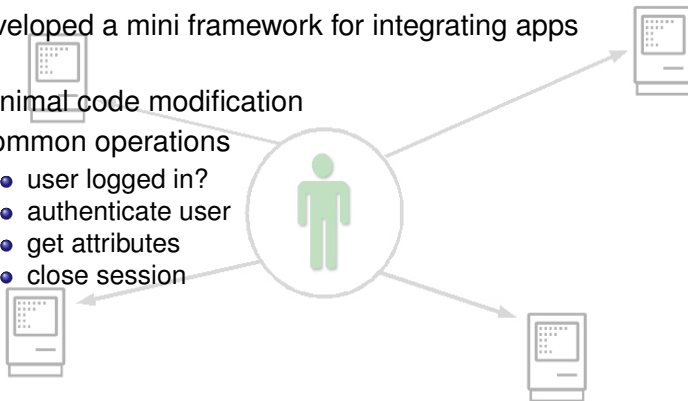 veloped a mini framework for integrating apps
nimal code modification
ommon operations
user logged in?
authenticate user
get attributes
close session